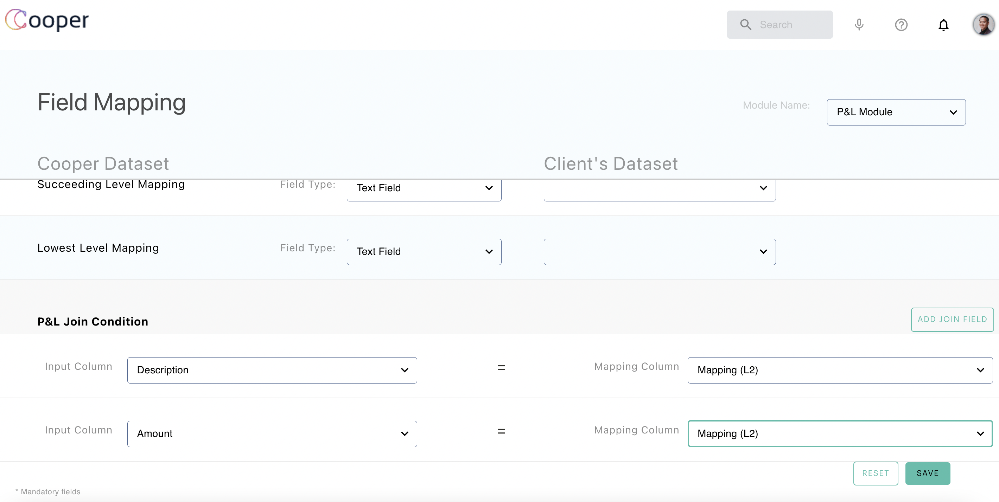 Cooper
Search
Field Mapping
Module Name:
P&L Module
Cooper Dataset
Client's Dataset
Succeeding Level Mapping
Field Type:
Text Field
Lowest Level Mapping
Field Type:
Text Field
P&L Join Condition
ADD JOIN FIELD
Input Column
Description
=
Mapping Column
Mapping (L2)
Input Column
Amount
=
Mapping Column
Mapping (L2)
RESET
SAVE
* Mandatory fields